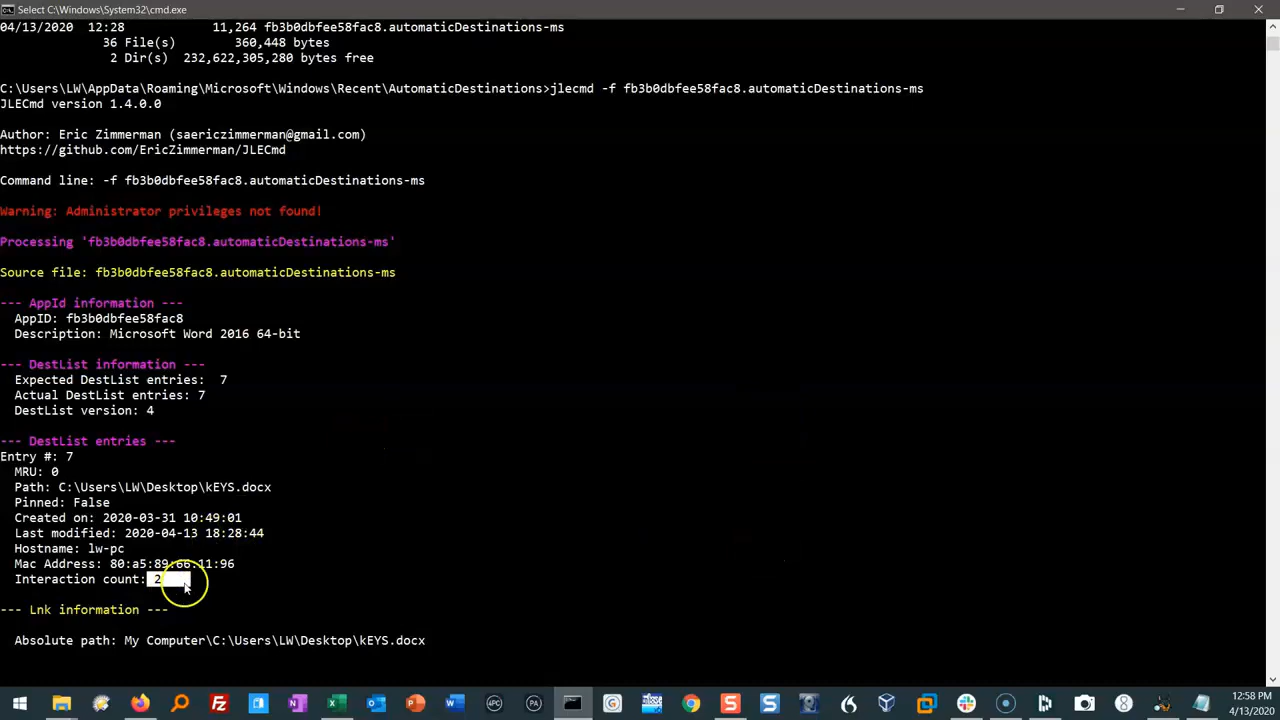 Select C:\Windows\System32\cmd.exe
04/13/2020  12:28            11,264 fb3b0dbfee58fac8.automaticDestinations-ms
36 File(s)        360,448 bytes
2 Dir(s)  232,622,305,280 bytes free
C:\Users\LW\AppData\Roaming\Microsoft\Windows\Recent\AutomaticDestinations>jlecmd -f fb3b0dbfee58fac8.automaticDestinations-ms
JLECmd version 1.4.0.0
Author: Eric Zimmerman (saericzimmerman@gmail.com)
https://github.com/EricZimmerman/JLECmd
Command line: -f fb3b0dbfee58fac8.automaticDestinations-ms
Warning: Administrator privileges not found!
Processing 'fb3b0dbfee58fac8.automaticDestinations-ms'
Source file: fb3b0dbfee58fac8.automaticDestinations-ms
--- AppId information ---
AppID: fb3b0dbfee58fac8
Description: Microsoft Word 2016 64-bit
--- DestList information ---
Expected DestList entries:  7
Actual DestList entries: 7
DestList version: 4
--- DestList entries ---
Entry #: 7
MRU: 0
Path: C:\Users\LW\Desktop\kEYS.docx
Pinned: False
Created on: 2020-03-31 10:49:01
Last modified: 2020-04-13 18:28:44
Hostname: lw-pc
Mac Address: 80:a5:89:66:11:96
Interaction count: 2
--- Lnk information ---
Absolute path: My Computer\C:\Users\LW\Desktop\kEYS.docx
12:58 PM
4/13/2020